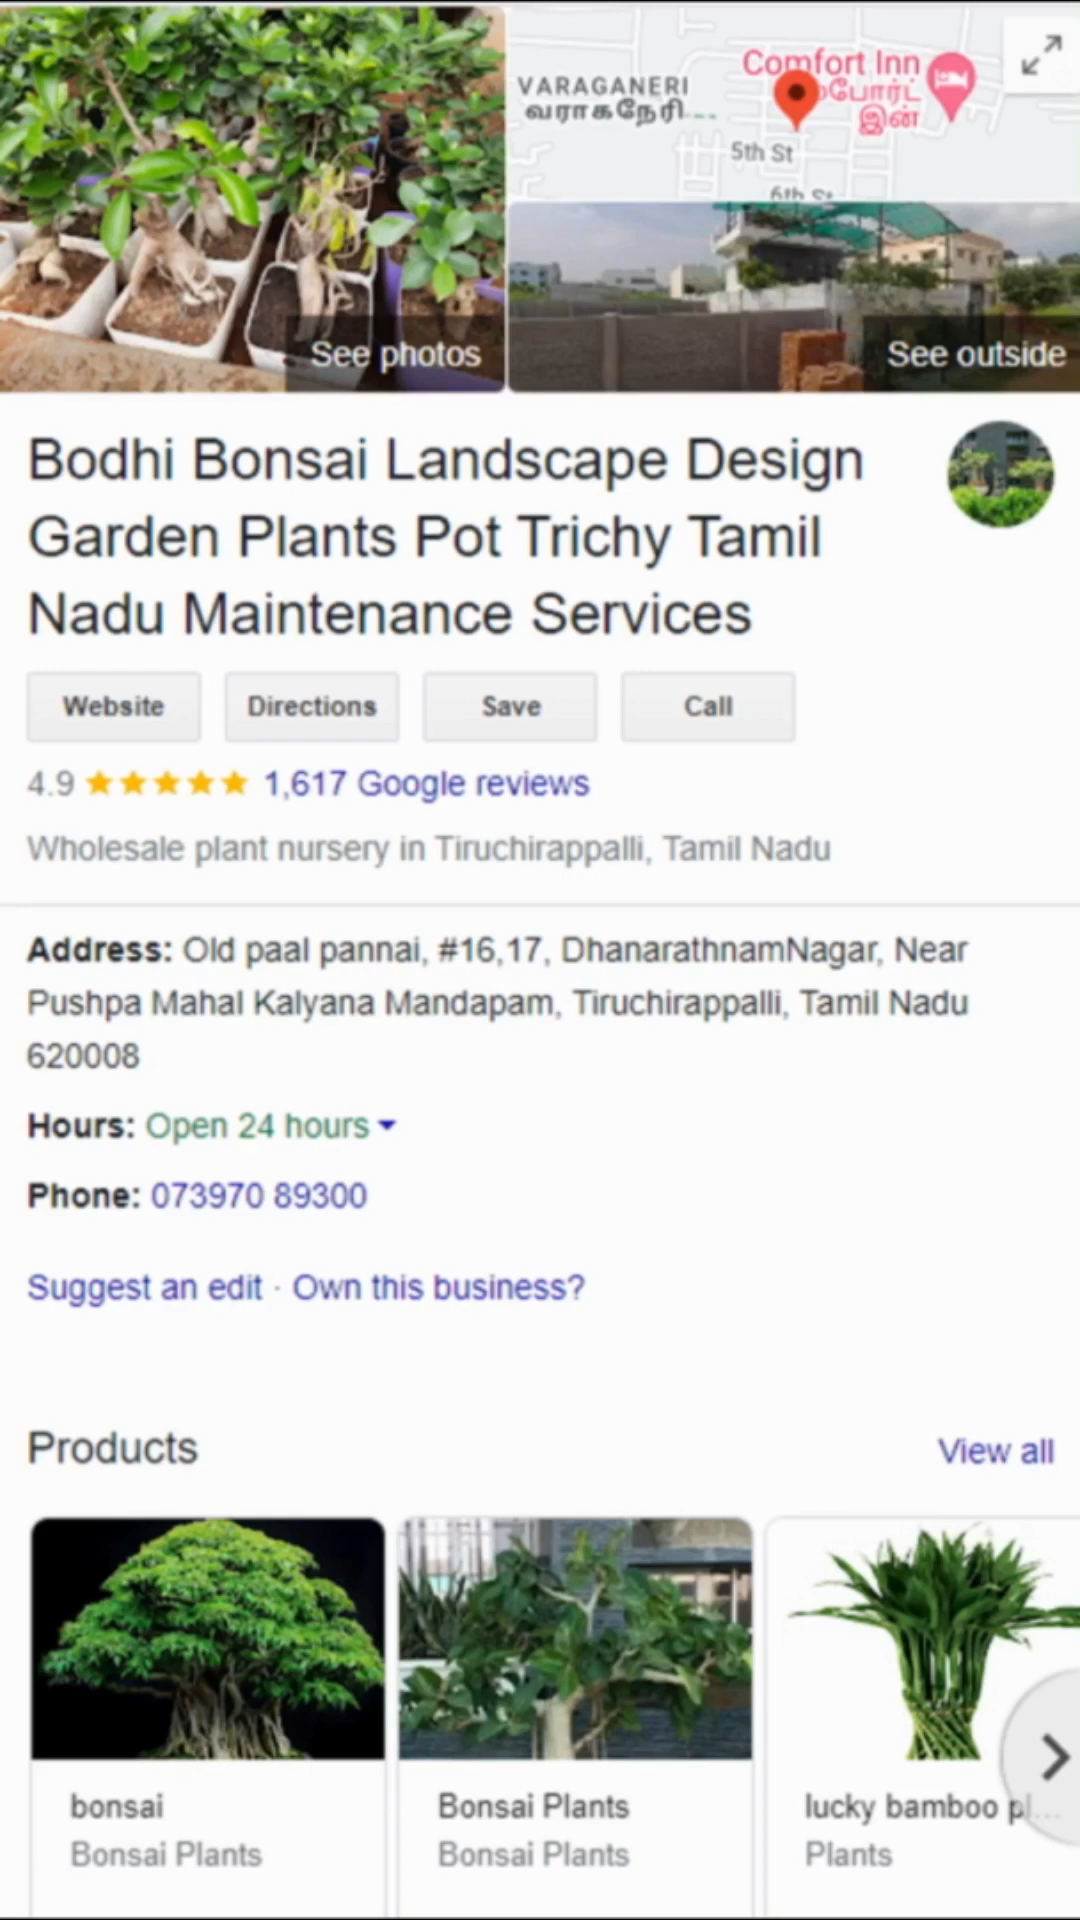 VARAGANERI
வராகநேரி
Comfort Inn
இன்
5th St
6th St
See photos
See outside
Bodhi Bonsai Landscape Design
Garden Plants Pot Trichy Tamil
Nadu Maintenance Services
Website
Directions
Save
Call
4.9 1,617 Google reviews
Wholesale plant nursery in Tiruchirappalli, Tamil Nadu
Address: Old paal pannai, #16,17, DhanarathnamNagar, Near
Pushpa Mahal Kalyana Mandapam, Tiruchirappalli, Tamil Nadu
620008
Hours: Open 24 hours
Phone: 073970 89300
Suggest an edit · Own this business?
Products
View all
bonsai
Bonsai Plants
Bonsai Plants
Bonsai Plants
lucky bamboo pl...
Plants